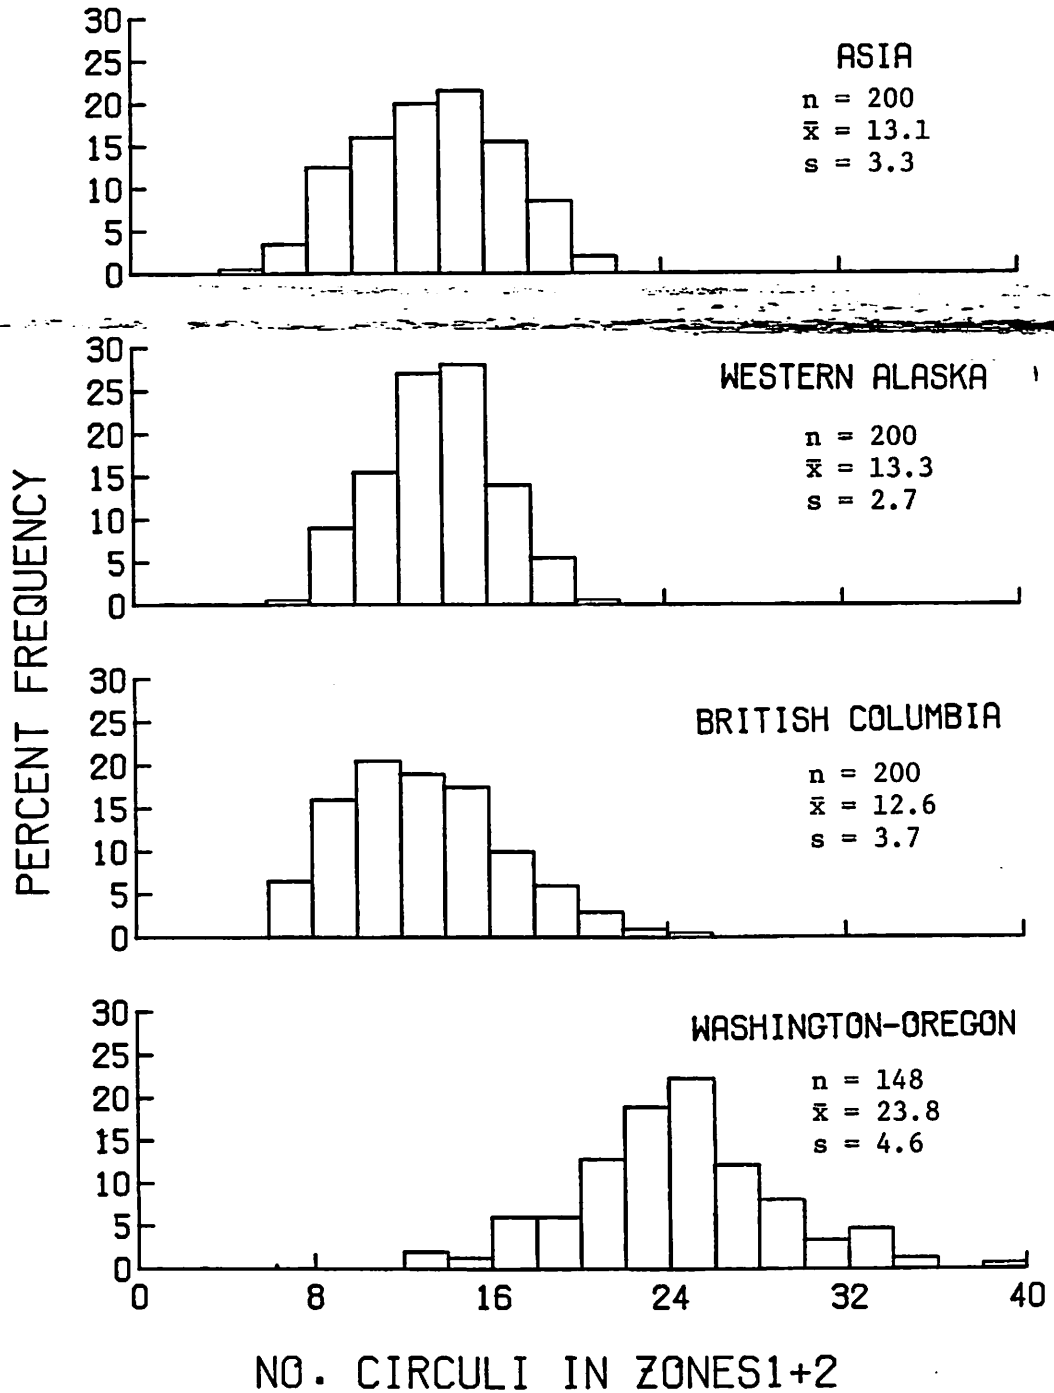 PERCENT FREQUENCY
30
25
20
15
10
5
0
ASIA
n = 200
x̄ = 13.1
s = 3.3
30
25
20
15
10
5
0
WESTERN ALASKA
n = 200
x̄ = 13.3
s = 2.7
30
25
20
15
10
5
0
BRITISH COLUMBIA
n = 200
x̄ = 12.6
s = 3.7
30
25
20
15
10
5
0
WASHINGTON-OREGON
n = 148
x̄ = 23.8
s = 4.6
0 8 16 24 32 40
NO. CIRCULI IN ZONES1+2